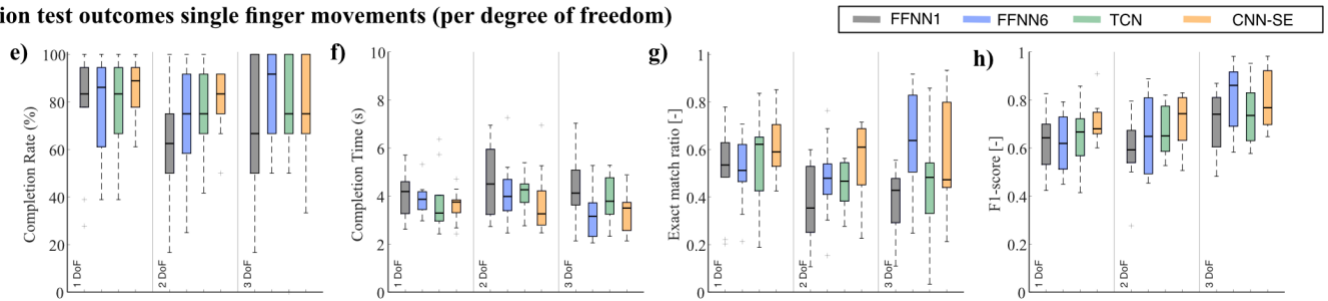 ion test outcomes single finger movements (per degree of freedom)
FFNN1 FFNN6 TCN CNN-SE
e) f) g) h)
Completion Rate (%)
100
80
60
40
20
0
1 DoF
2 DoF
3 DoF
Completion Time (s)
10
8
6
4
2
0
1 DoF
2 DoF
3 DoF
Exact match ratio [-]
1
0.8
0.6
0.4
0.2
0
1 DoF
2 DoF
3 DoF
F1-score [-]
1
0.8
0.6
0.4
0.2
0
1 DoF
2 DoF
3 DoF